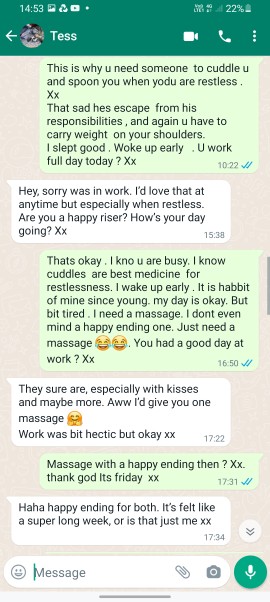 14:53 22%
Tess
This is why u need someone to cuddle u
and spoon you when yodu are restless .
Xx
That sad hes escape from his
responsibilities , and again u have to
carry weight on your shoulders.
I slept good . Woke up early . U work
full day today ? Xx
10:22
Hey, sorry was in work. I'd love that at
anytime but especially when restless.
Are you a happy riser? How's your day
going? Xx
15:38
Thats okay . I kno u are busy. I know
cuddles are best medicine for
restlessness. I wake up early . It is habbit
of mine since young. my day is okay. But
bit tired . I need a massage. I dont even
mind a happy ending one. Just need a
massage 😂😂. You had a good day at
work ? Xx
16:50
They sure are, especially with kisses
and maybe more. Aww I'd give you one
massage 🤗
Work was bit hectic but okay xx
17:22
Massage with a happy ending then ? Xx.
thank god Its friday xx
17:31
Haha happy ending for both. It's felt like
a super long week, or is that just me xx
17:34
Message